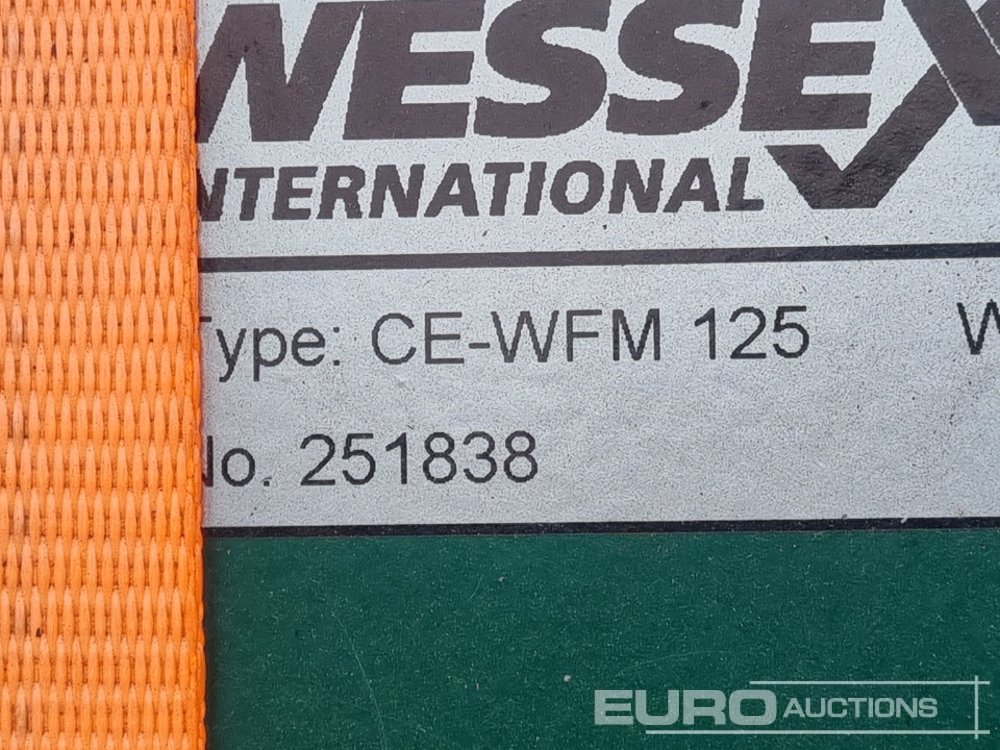 WESSEX
INTERNATIONAL
Type: CE-WFM 125 W
No. 251838
EURO AUCTIONS